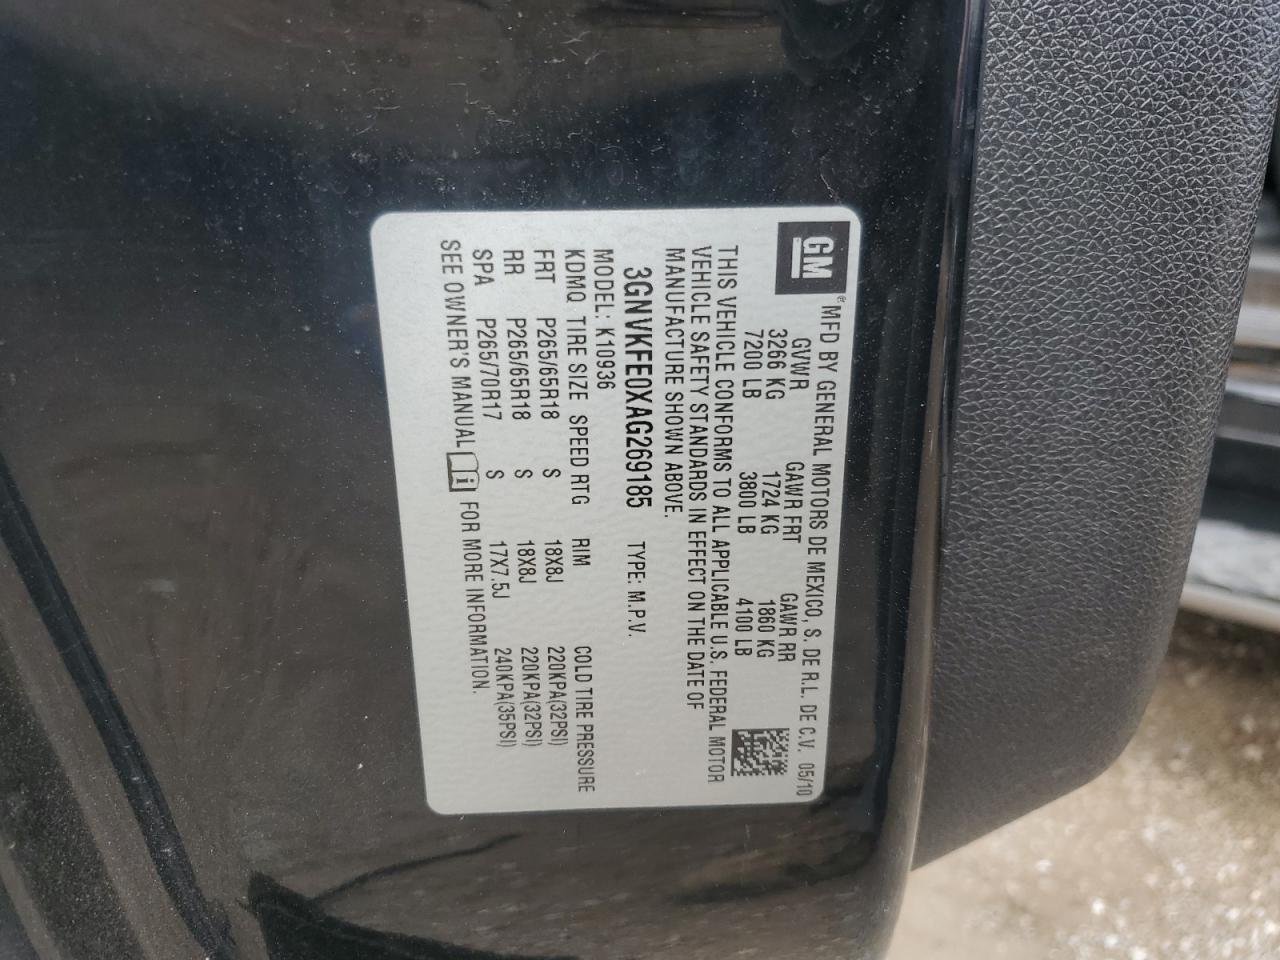 GM ® MFD BY GENERAL MOTORS DE MEXICO, S. DE R.L. DE C.V. 05/10
GVWR GAWR FRT GAWR RR
3266 KG 1724 KG 1860 KG
7200 LB 3800 LB 4100 LB
THIS VEHICLE CONFORMS TO ALL APPLICABLE U.S. FEDERAL MOTOR
VEHICLE SAFETY STANDARDS IN EFFECT ON THE DATE OF
MANUFACTURE SHOWN ABOVE.
3GNVKFE0XAG269185 TYPE: M.P.V.
MODEL: K10936
KDMQ TIRE SIZE SPEED RTG RIM COLD TIRE PRESSURE
FRT P265/65R18 S 18X8J 220KPA(32PSI)
RR P265/65R18 S 18X8J 220KPA(32PSI)
SPA P265/70R17 S 17X7.5J 240KPA(35PSI)
SEE OWNER'S MANUAL i FOR MORE INFORMATION.